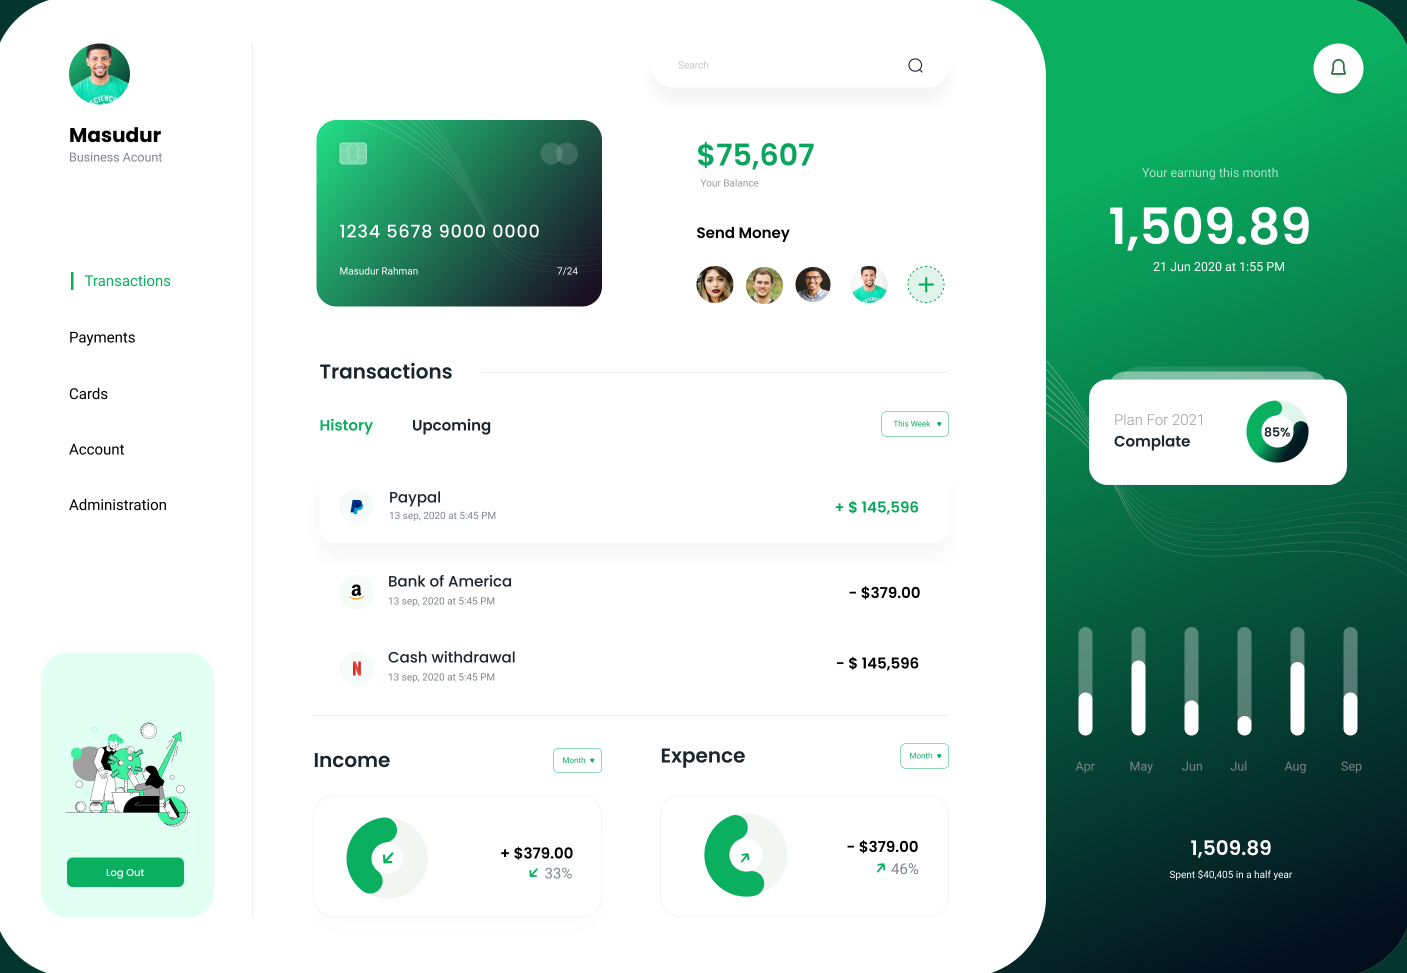 SCIENCE
Masudur
Business Acount
Transactions
Payments
Cards
Account
Administration
Log Out
Search
1234 5678 9000 0000
Masudur Rahman
7/24
$75,607
Your Balance
Send Money
Transactions
History
Upcoming
This Week
Paypal
13 sep, 2020 at 5:45 PM
+ $ 145,596
a
Bank of America
13 sep, 2020 at 5:45 PM
- $379.00
N
Cash withdrawal
13 sep, 2020 at 5:45 PM
- $ 145,596
Income
Month
+ $379.00
33%
Expence
Month
- $379.00
46%
Your earnung this month
1,509.89
21 Jun 2020 at 1:55 PM
Plan For 2021
Complate
85%
Apr May Jun Jul Aug Sep
1,509.89
Spent $40,405 in a half year